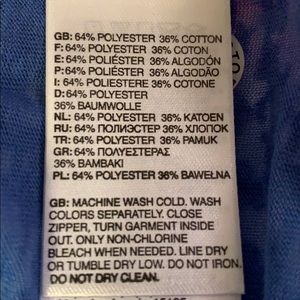 GB: 64% POLYESTER 36% COTTON
F: 64% POLYESTER 36% COTON
E: 64% POLIÉSTER 36% ALGODÓN
P: 64% POLIÉSTER 36% ALGODÃO
I: 64% POLIESTERE 36% COTONE
D: 64% POLYESTER
36% BAUMWOLLE
NL: 64% POLYESTER 36% KATOEN
RU: 64% ПОЛИЭСТЕР 36% ХЛОПОК
TR: 64% POLYESTER 36% PAMUK
GR: 64% ΠΟΛΥΕΣΤΕΡΑΣ
36% ΒΑΜΒΑΚΙ
PL: 64% POLYESTER 36% BAWEŁNA
GB: MACHINE WASH COLD. WASH
COLORS SEPARATELY. CLOSE
ZIPPER, TURN GARMENT INSIDE
OUT. ONLY NON-CHLORINE
BLEACH WHEN NEEDED. LINE DRY
OR TUMBLE DRY LOW. DO NOT IRON.
DO NOT DRY CLEAN.